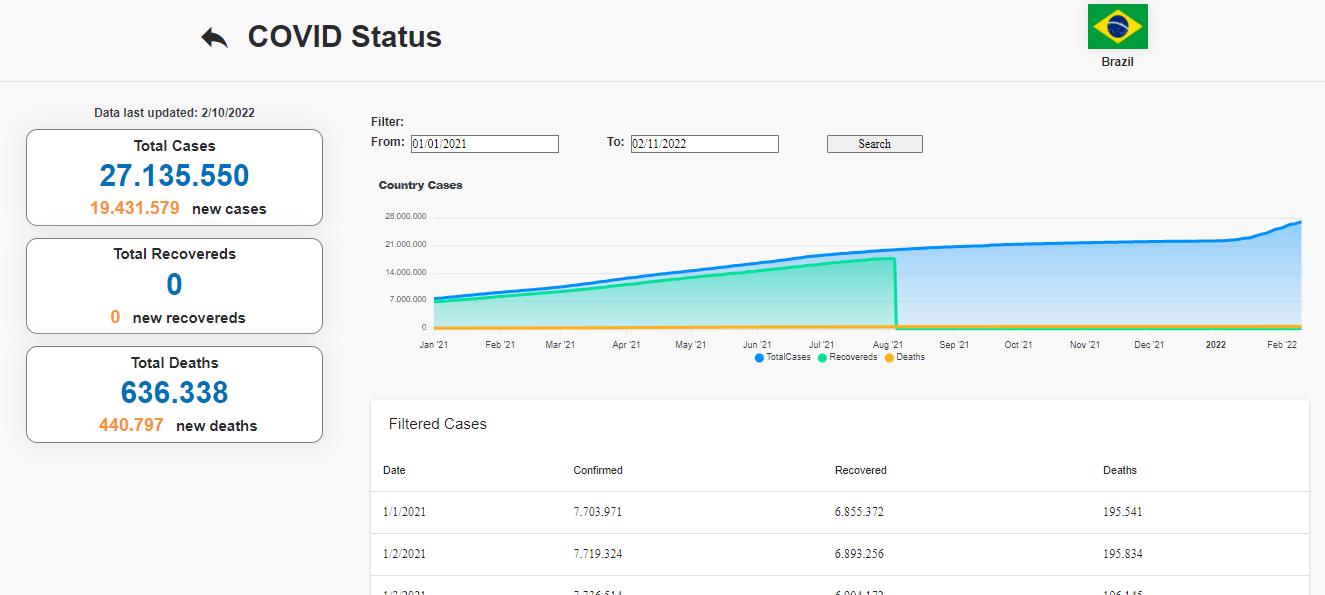 COVID Status
Brazil
Data last updated: 2/10/2022
Total Cases
27.135.550
19.431.579 new cases
Total Recovereds
0
0 new recovereds
Total Deaths
636.338
440.797 new deaths
Filter:
From: 01/01/2021 To: 02/11/2022 Search
Country Cases
28.000.000
21.000.000
14.000.000
7.000.000
0
Jan '21 Feb '21 Mar '21 Apr '21 May '21 Jun '21 Jul '21 Aug '21 Sep '21 Oct '21 Nov '21 Dec '21 2022 Feb '22
TotalCases Recovereds Deaths
Filtered Cases
Date Confirmed Recovered Deaths
1/1/2021 7.703.971 6.855.372 195.541
1/2/2021 7.719.324 6.893.256 195.834